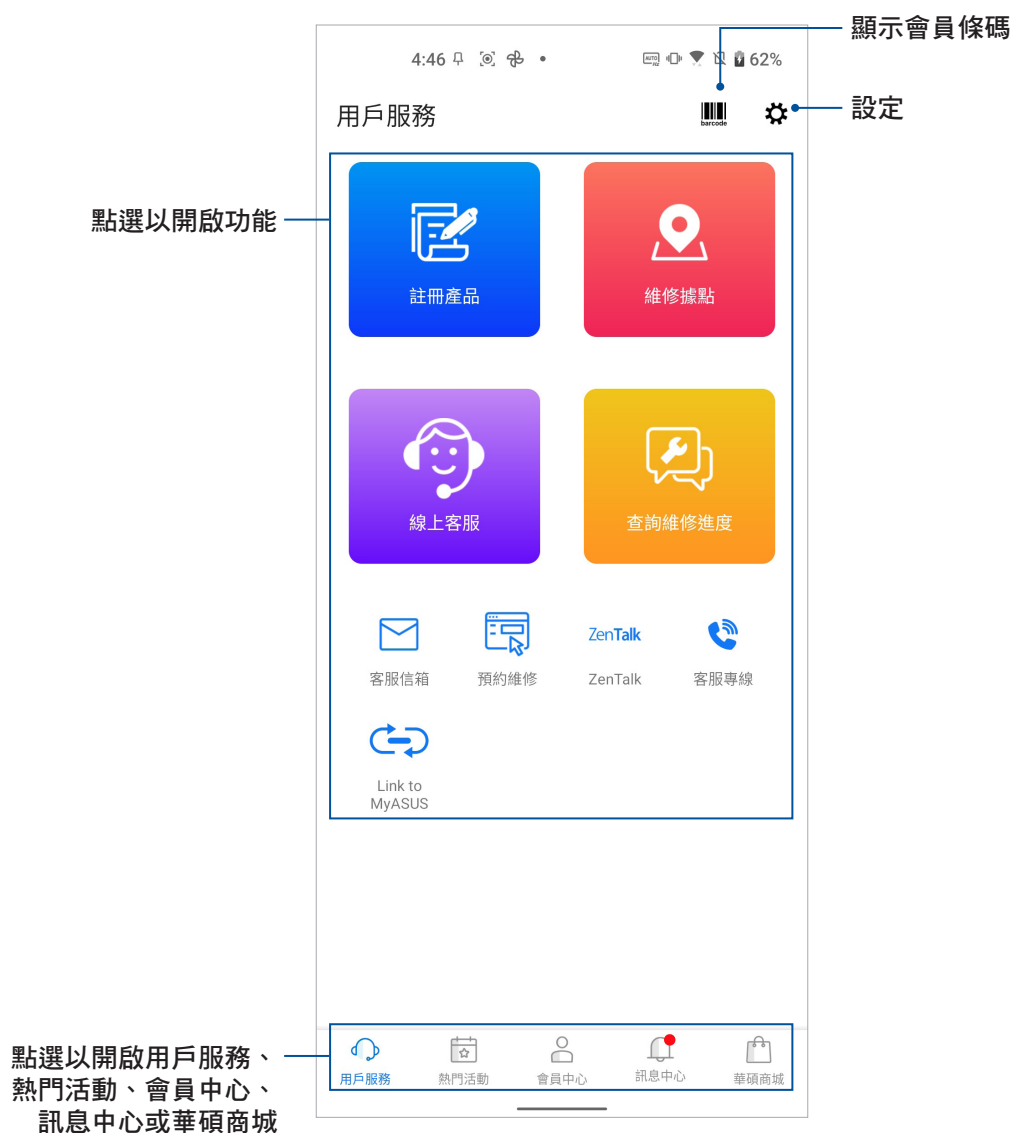 顯示會員條碼
4:46
62%
用戶服務
barcode
設定
點選以開啟功能
註冊產品
維修據點
線上客服
查詢維修進度
ZenTalk
客服信箱
預約維修
ZenTalk
客服專線
Link to
MyASUS
點選以開啟用戶服務、
熱門活動、會員中心、
訊息中心或華碩商城
用戶服務
熱門活動
會員中心
訊息中心
華碩商城